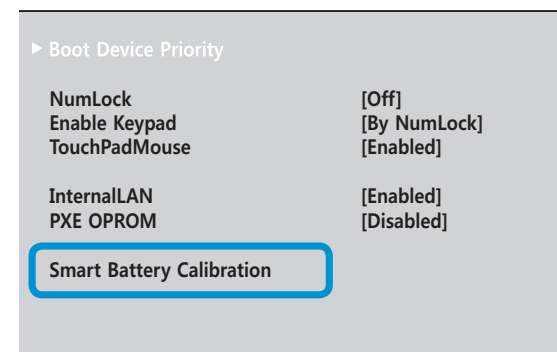 ▶ Boot Device Priority
NumLock [Off]
Enable Keypad [By NumLock]
TouchPadMouse [Enabled]
InternalLAN [Enabled]
PXE OPROM [Disabled]
Smart Battery Calibration